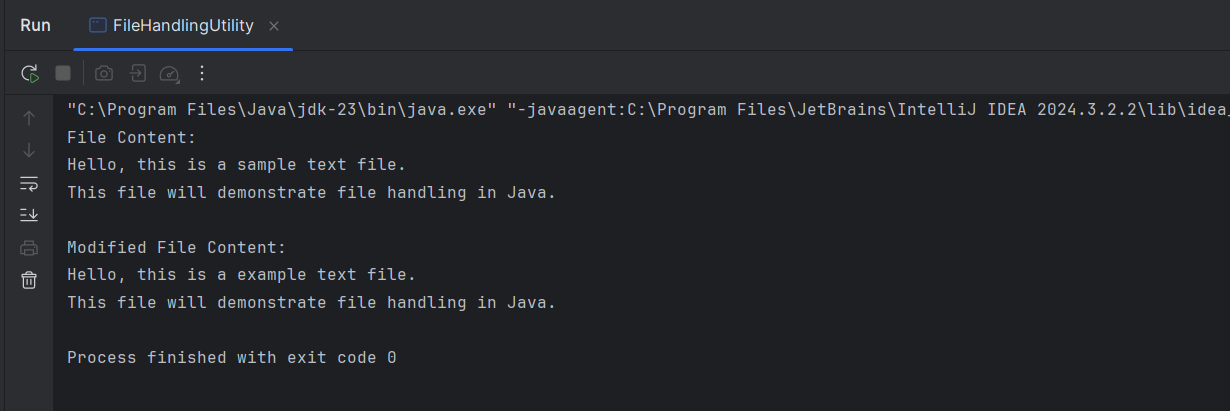 Run FileHandlingUtility
"C:\Program Files\Java\jdk-23\bin\java.exe" "-javaagent:C:\Program Files\JetBrains\IntelliJ IDEA 2024.3.2.2\lib\idea_
File Content:
Hello, this is a sample text file.
This file will demonstrate file handling in Java.
Modified File Content:
Hello, this is a example text file.
This file will demonstrate file handling in Java.
Process finished with exit code 0